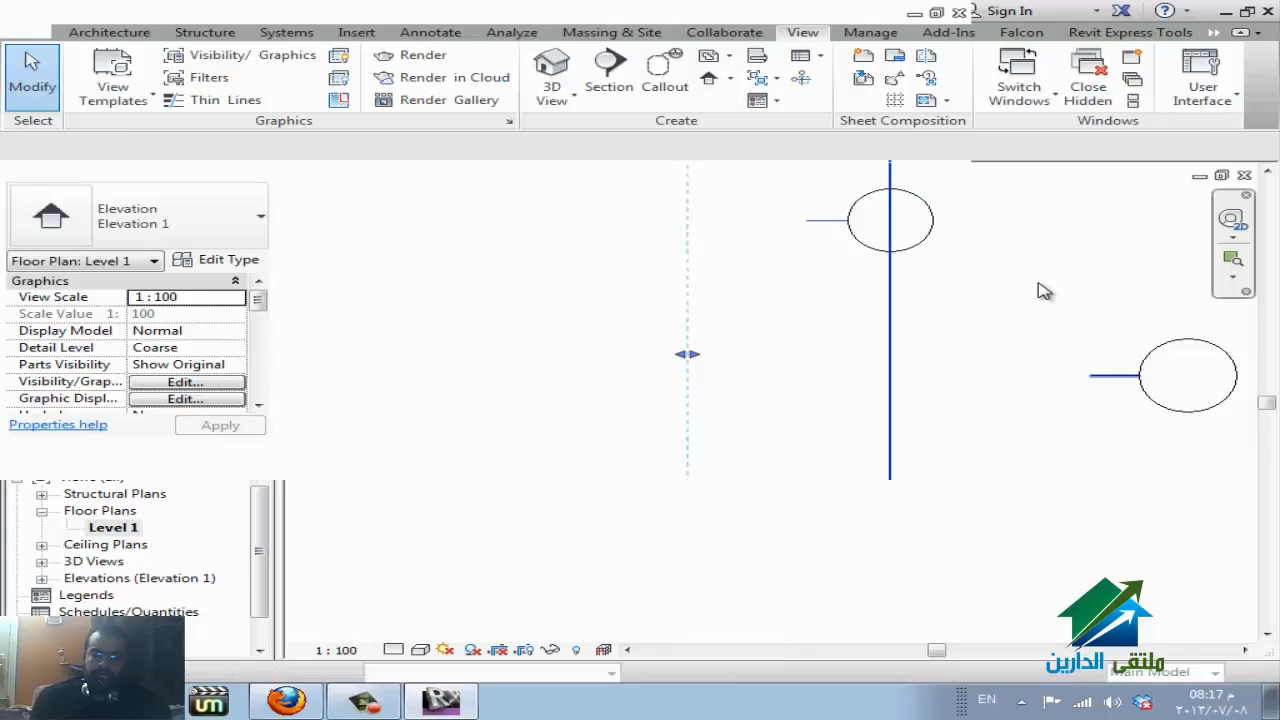 Sign In
Architecture Structure Systems Insert Annotate Analyze Massing & Site Collaborate View Manage Add-Ins Falcon Revit Express Tools
Modify
View Templates
Visibility/ Graphics
Filters
Thin Lines
Render
Render in Cloud
Render Gallery
3D View
Section
Callout
Switch Windows
Close Hidden
User Interface
Select Graphics Create Sheet Composition Windows
Elevation
Elevation 1
Floor Plan: Level 1 Edit Type
Graphics
View Scale 1 : 100
Scale Value 1: 100
Display Model Normal
Detail Level Coarse
Parts Visibility Show Original
Visibility/Grap... Edit...
Graphic Displ... Edit...
Properties help Apply
Structural Plans
Floor Plans
Level 1
Ceiling Plans
3D Views
Elevations (Elevation 1)
Legends
Schedules/Quantities
2D
1 : 100
ملتقى الدارين
Main Model
um
EN
08:17 م
٢٠١٣/٠٧/٠٨